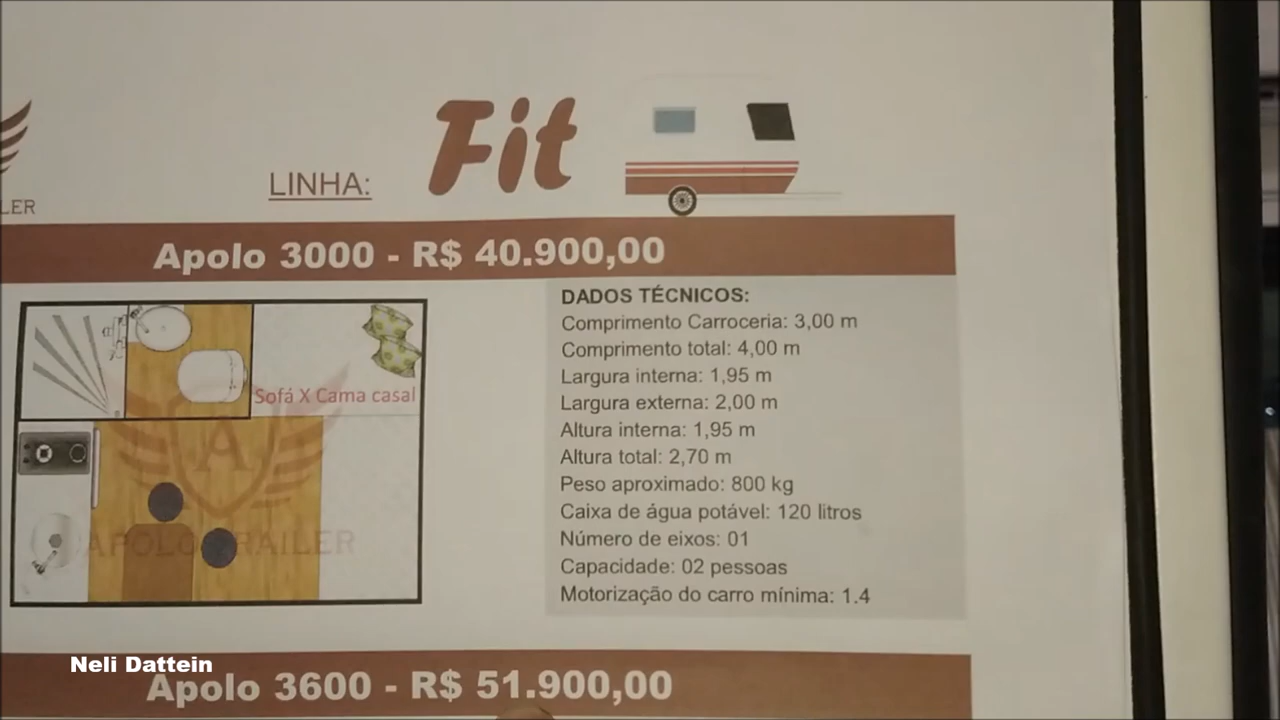 Fit
LINHA:
LER
Apolo 3000 - R$ 40.900,00
Sofá X Cama casal
A
APOLO TRAILER
DADOS TÉCNICOS:
Comprimento Carroceria: 3,00 m
Comprimento total: 4,00 m
Largura interna: 1,95 m
Largura externa: 2,00 m
Altura interna: 1,95 m
Altura total: 2,70 m
Peso aproximado: 800 kg
Caixa de água potável: 120 litros
Número de eixos: 01
Capacidade: 02 pessoas
Motorização do carro mínima: 1.4
Neli Dattein
Apolo 3600 - R$ 51.900,00